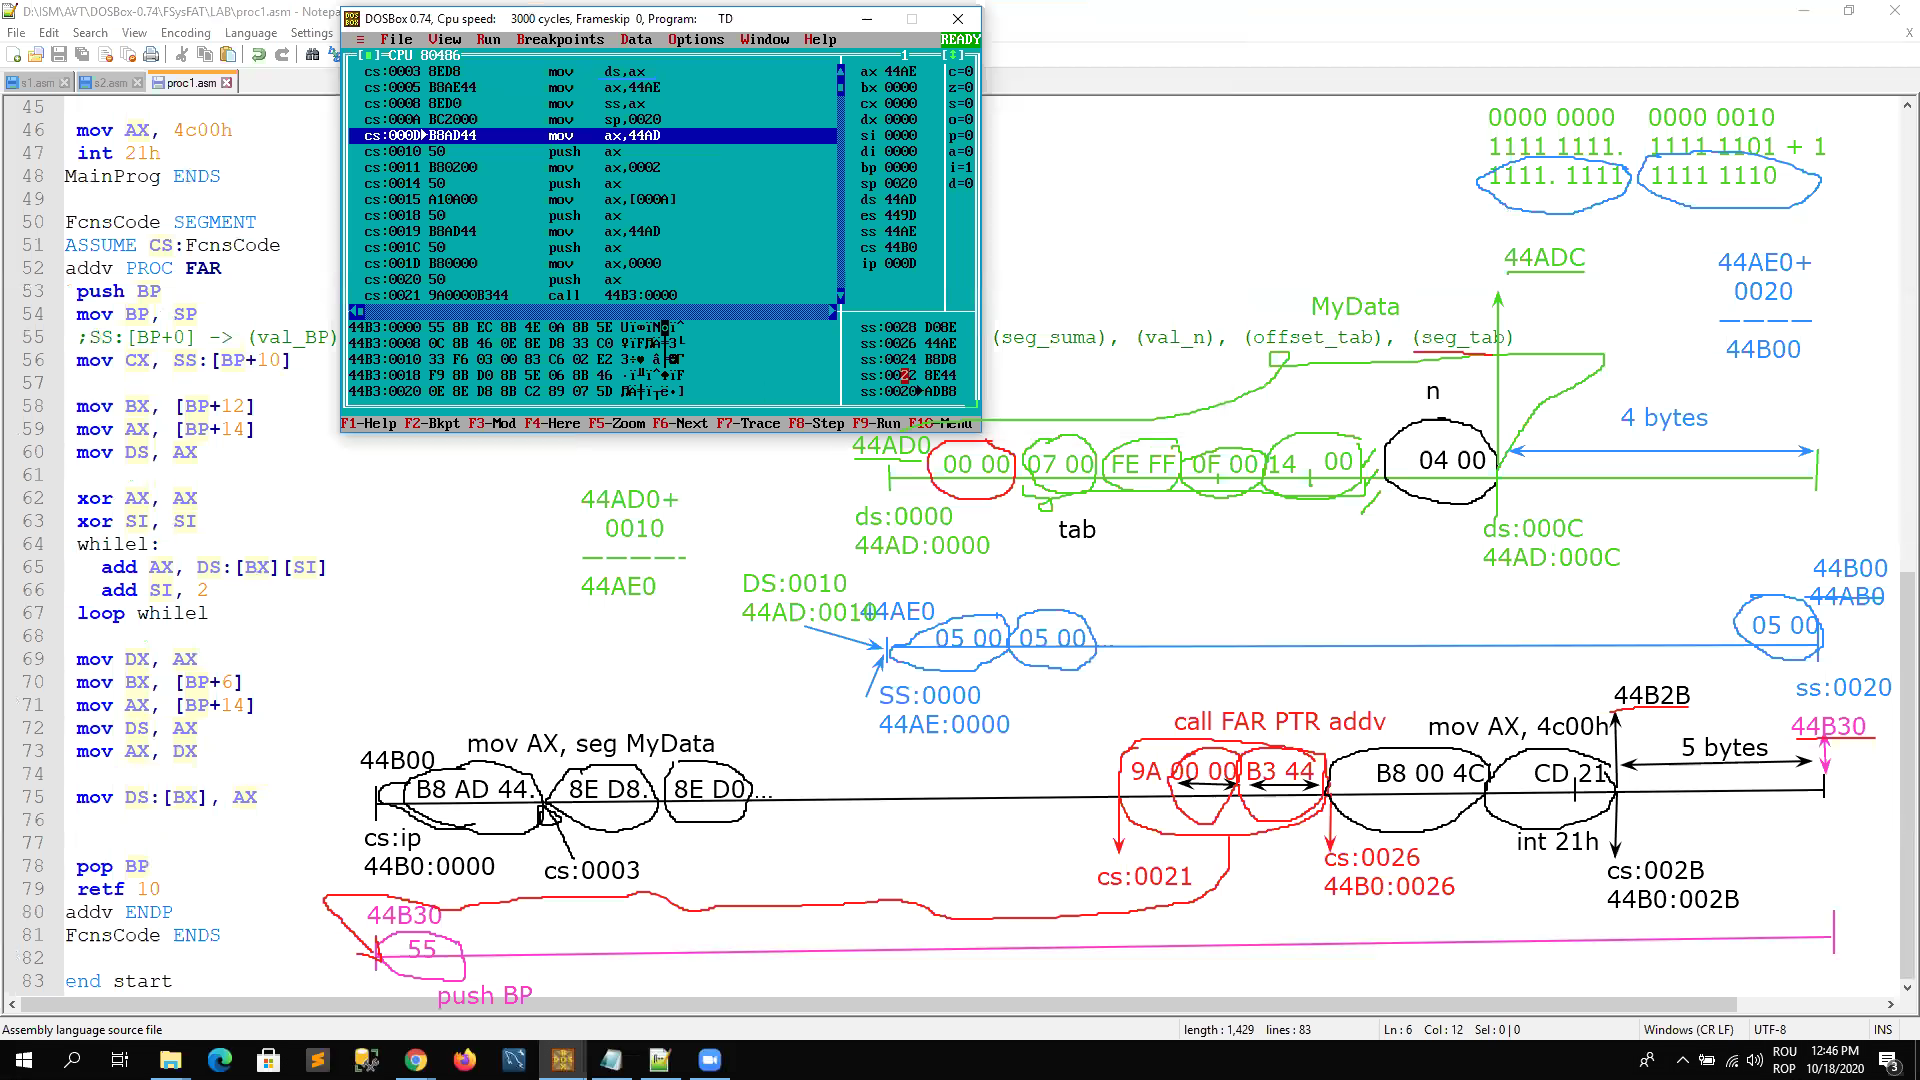 D:\ISM\AVT\DOSBox-0.74\FSysFAT\LAB\proc1.asm - Notepa
File Edit Search View Encoding Language Settings
s1.asm s2.asm proc1.asm
45
46 mov AX, 4c00h
47 int 21h
48 MainProg ENDS
49
50 FcnsCode SEGMENT
51 ASSUME CS:FcnsCode
52 addv PROC FAR
53 push BP
54 mov BP, SP
55 ;SS:[BP+0] -> (val_BP) (seg_suma), (val_n), (offset_tab), (seg_tab)
56 mov CX, SS:[BP+10]
57
58 mov BX, [BP+12]
59 mov AX, [BP+14]
60 mov DS, AX
61
62 xor AX, AX
63 xor SI, SI
64 whilel:
65 add AX, DS:[BX][SI]
66 add SI, 2
67 loop whilel
68
69 mov DX, AX
70 mov BX, [BP+6]
71 mov AX, [BP+14]
72 mov DS, AX
73 mov AX, DX
74
75 mov DS:[BX], AX
76
77
78 pop BP
79 retf 10
80 addv ENDP
81 FcnsCode ENDS
82
83 end start
DOSBox 0.74, Cpu speed: 3000 cycles, Frameskip 0, Program: TD
≡ File View Run Breakpoints Data Options Window Help READY
[■]=CPU 80486 1 [↕]
cs:0003 8ED8 mov ds,ax
cs:0005 B8AE44 mov ax,44AE
cs:0008 8ED0 mov ss,ax
cs:000A BC2000 mov sp,0020
cs:000D▶B8AD44 mov ax,44AD
cs:0010 50 push ax
cs:0011 B80200 mov ax,0002
cs:0014 50 push ax
cs:0015 A10A00 mov ax,[000A]
cs:0018 50 push ax
cs:0019 B8AD44 mov ax,44AD
cs:001C 50 push ax
cs:001D B80000 mov ax,0000
cs:0020 50 push ax
cs:0021 9A0000B344 call 44B3:0000
ax 44AE c=0
bx 0000 z=0
cx 0000 s=0
dx 0000 o=0
si 0000 p=0
di 0000 a=0
bp 0000 i=1
sp 0020 d=0
ds 44AD
es 449D
ss 44AE
cs 44B0
ip 000D
44B3:0000 55 8B EC 8B 4E 0A 8B 5E
44B3:0008 0C 8B 46 0E 8E D8 33 C0
44B3:0010 33 F6 03 00 83 C6 02 E2
44B3:0018 F9 8B D0 8B 5E 06 8B 46
44B3:0020 0E 8E D8 8B C2 89 07 5D
ss:0028 D08E
ss:0026 44AE
ss:0024 B8D8
ss:0022 8E44
ss:0020▶ADB8
F1-Help F2-Bkpt F3-Mod F4-Here F5-Zoom F6-Next F7-Trace F8-Step F9-Run F10-Menu
0000 0000 0000 0010
1111 1111. 1111 1101 + 1
1111. 1111 1111 1110
44ADC
44AE0+
0020
— — — — —
44B00
MyData
n
4 bytes
44AD0
00 00 07 00 FE FF 0F 00 14 00 04 00
ds:0000
44AD:0000
tab
ds:000C
44AD:000C
44AD0+
0010
— — — — — -
44AE0
DS:0010
44AD:0010
44AE0
44B00
44AB0
05 00 05 00 ... 05 00
SS:0000
44AE:0000
ss:0020
44B2B
44B30
call FAR PTR addv
mov AX, 4c00h
5 bytes
44B00
mov AX, seg MyData
B8 AD 44. 8E D8. 8E D0 ... 9A 00 00 B3 44 B8 00 4C CD 21
cs:ip
44B0:0000
cs:0003
cs:0021
cs:0026
44B0:0026
int 21h
cs:002B
44B0:002B
44B30
55
push BP
Assembly language source file length : 1,429 lines : 83 Ln : 6 Col : 12 Sel : 0 | 0 Windows (CR LF) UTF-8 INS
ROU
ROP
12:46 PM
10/18/2020
3